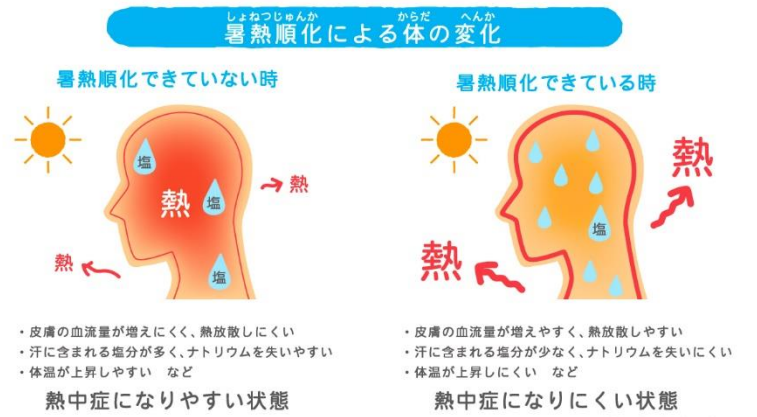 しょねつじゅんか からだ へんか
暑熱順化による体の変化
暑熱順化できていない時
塩
熱
塩
熱
熱
塩
・皮膚の血流量が増えにくく、熱放散しにくい
・汗に含まれる塩分が多く、ナトリウムを失いやすい
・体温が上昇しやすい など
熱中症になりやすい状態
暑熱順化できている時
熱
塩
熱
・皮膚の血流量が増えやすく、熱放散しやすい
・汗に含まれる塩分が少なく、ナトリウムを失いにくい
・体温が上昇しにくい など
熱中症になりにくい状態